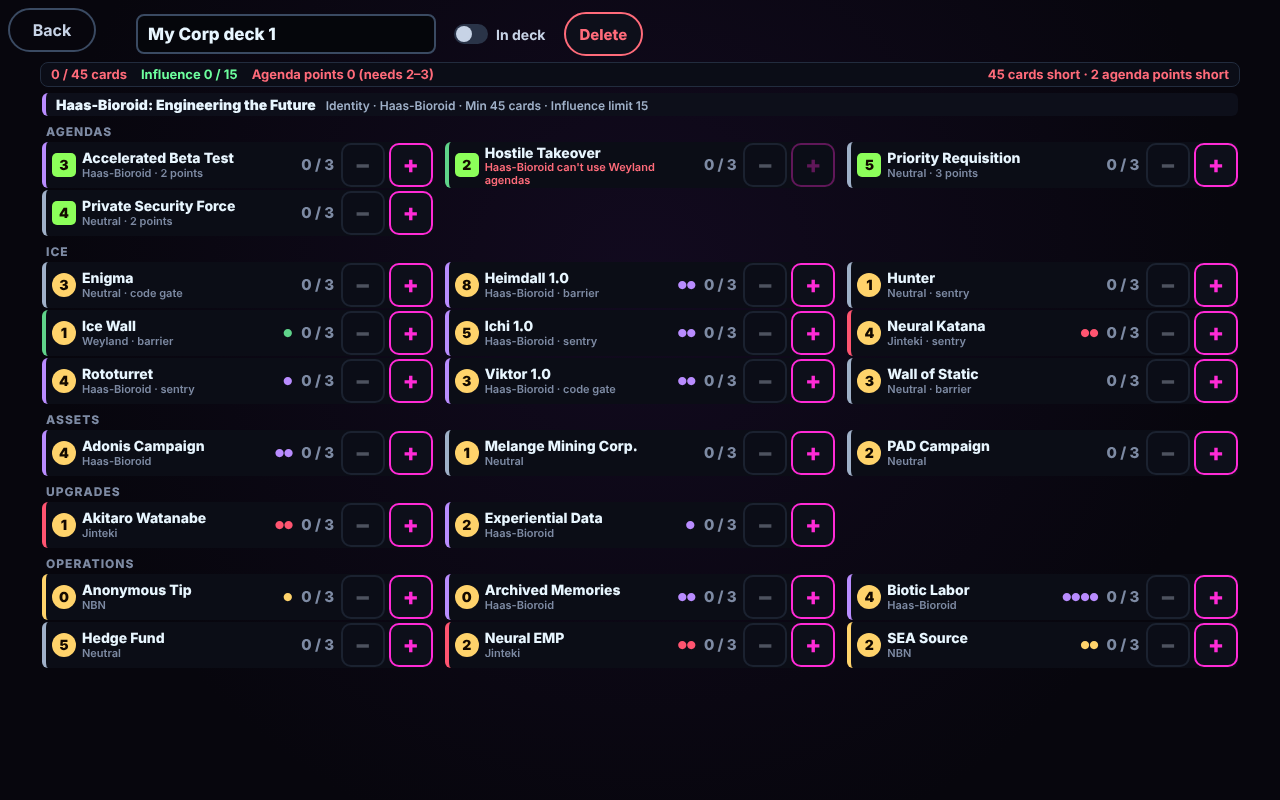 Back
My Corp deck 1
In deck
Delete
0 / 45 cards Influence 0 / 15 Agenda points 0 (needs 2–3) 45 cards short · 2 agenda points short
Haas-Bioroid: Engineering the Future Identity · Haas-Bioroid · Min 45 cards · Influence limit 15
AGENDAS
3 Accelerated Beta Test 0 / 3 − +
Haas-Bioroid · 2 points
2 Hostile Takeover 0 / 3 − +
Haas-Bioroid can't use Weyland
agendas
5 Priority Requisition 0 / 3 − +
Neutral · 3 points
4 Private Security Force 0 / 3 − +
Neutral · 2 points
ICE
3 Enigma 0 / 3 − +
Neutral · code gate
8 Heimdall 1.0 0 / 3 − +
Haas-Bioroid · barrier
1 Hunter 0 / 3 − +
Neutral · sentry
1 Ice Wall 0 / 3 − +
Weyland · barrier
5 Ichi 1.0 0 / 3 − +
Haas-Bioroid · sentry
4 Neural Katana 0 / 3 − +
Jinteki · sentry
4 Rototurret 0 / 3 − +
Haas-Bioroid · sentry
3 Viktor 1.0 0 / 3 − +
Haas-Bioroid · code gate
3 Wall of Static 0 / 3 − +
Neutral · barrier
ASSETS
4 Adonis Campaign 0 / 3 − +
Haas-Bioroid
1 Melange Mining Corp. 0 / 3 − +
Neutral
2 PAD Campaign 0 / 3 − +
Neutral
UPGRADES
1 Akitaro Watanabe 0 / 3 − +
Jinteki
2 Experiential Data 0 / 3 − +
Haas-Bioroid
OPERATIONS
0 Anonymous Tip 0 / 3 − +
NBN
0 Archived Memories 0 / 3 − +
Haas-Bioroid
4 Biotic Labor 0 / 3 − +
Haas-Bioroid
5 Hedge Fund 0 / 3 − +
Neutral
2 Neural EMP 0 / 3 − +
Jinteki
2 SEA Source 0 / 3 − +
NBN